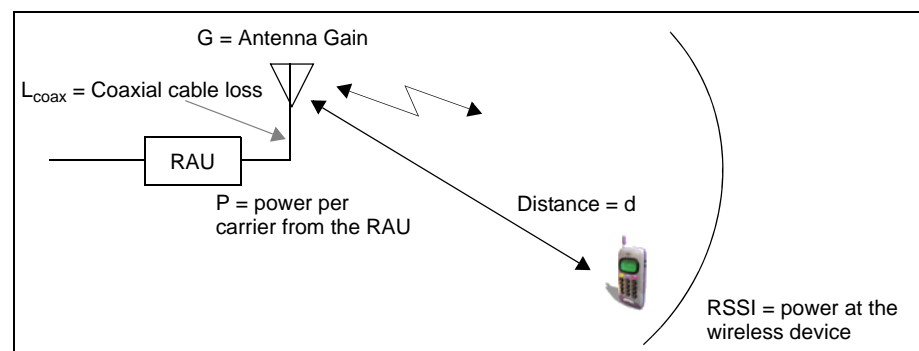 G = Antenna Gain
Lcoax = Coaxial cable loss
RAU
P = power per
carrier from the RAU
Distance = d
RSSI = power at the
wireless device